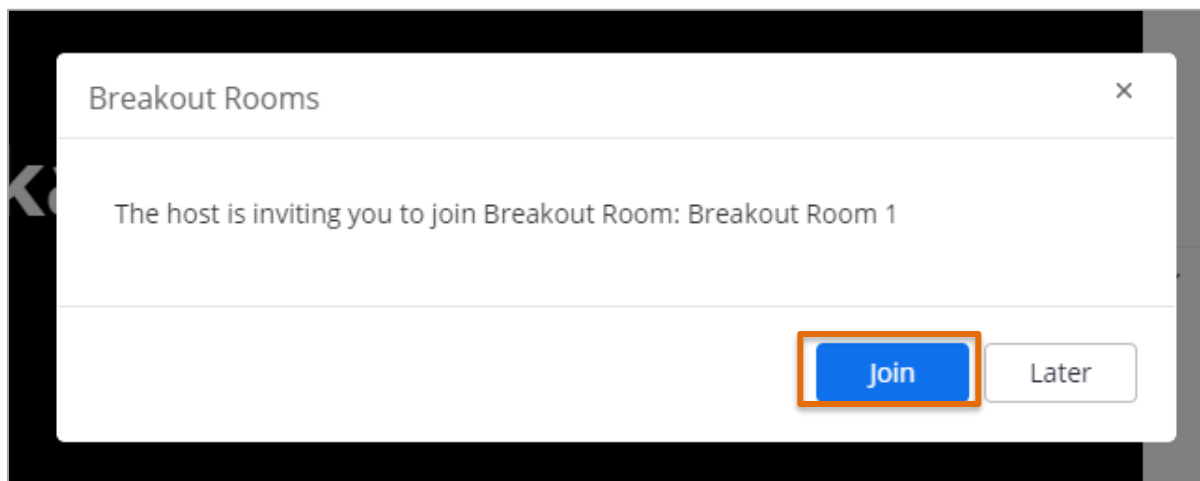 Breakout Rooms
The host is inviting you to join Breakout Room: Breakout Room 1
Join
Later